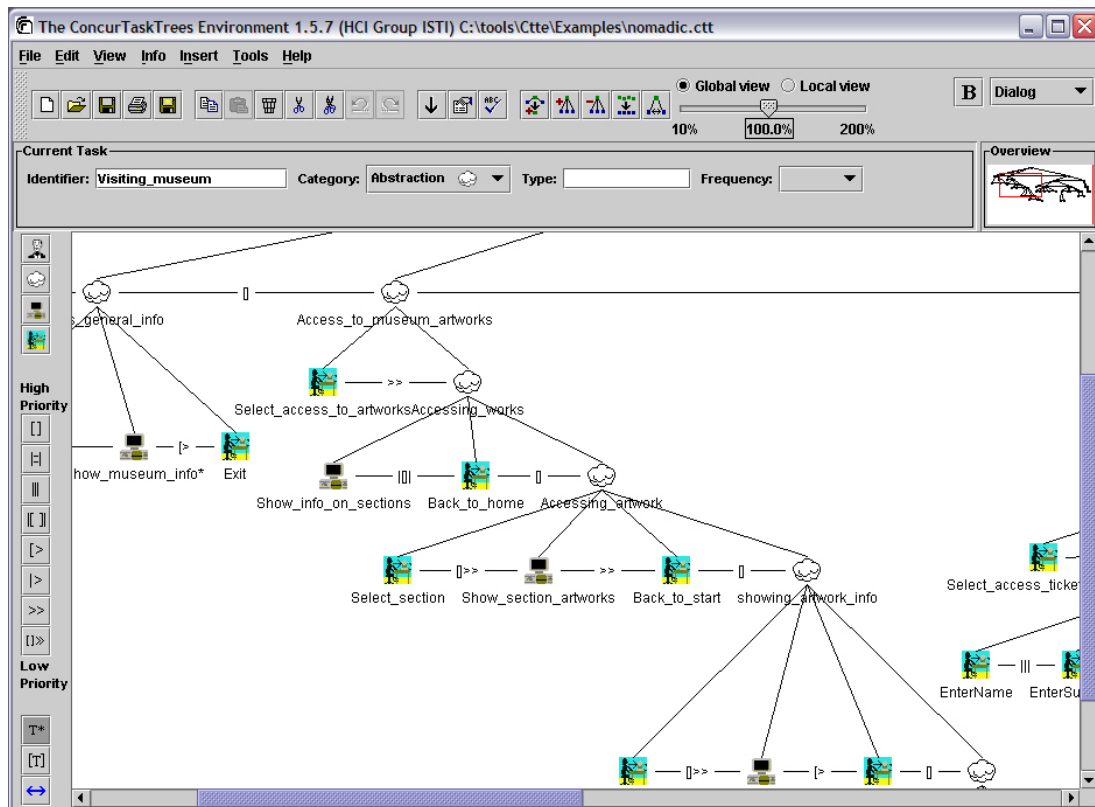 The ConcurTaskTrees Environment 1.5.7 (HCI Group ISTI) C:\tools\Ctte\Examples\nomadic.ctt
File Edit View Info Insert Tools Help
Global view Local view
B Dialog
10% 100.0% 200%
Current Task
Overview
Identifier: Visiting_museum Category: Abstraction Type: Frequency:
[]
s_general_info Access_to_museum_artworks
>>
High
Priority
Select_access_to_artworks Accessing_works
[]
|=|
|||
|[]|
[>
|>
>>
[]»
Low
Priority
T*
[T]
[>
how_museum_info* Exit
|[]| []
Show_info_on_sections Back_to_home Accessing_artwork
[]>> >> []
Select_section Show_section_artworks Back_to_start showing_artwork_info
Select_access_ticke
|||
EnterName EnterSu
[]>> [> []